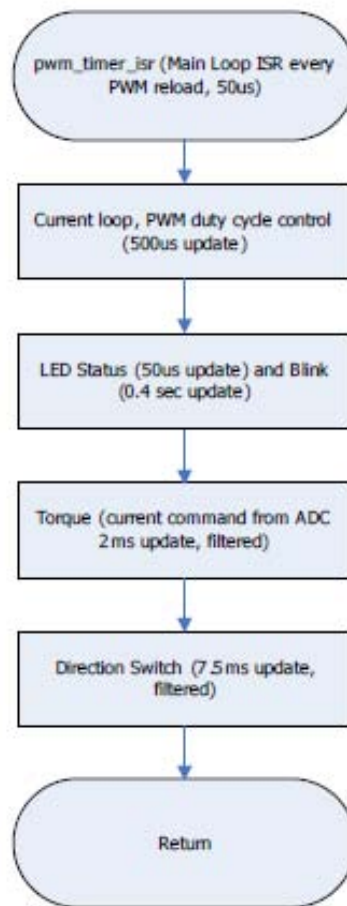 pwm_timer_isr (Main Loop ISR every
PWM reload, 50us)
Current loop, PWM duty cycle control
(500us update)
LED Status (50us update) and Blink
(0.4 sec update)
Torque (current command from ADC
2ms update, filtered)
Direction Switch (7.5ms update,
filtered)
Return